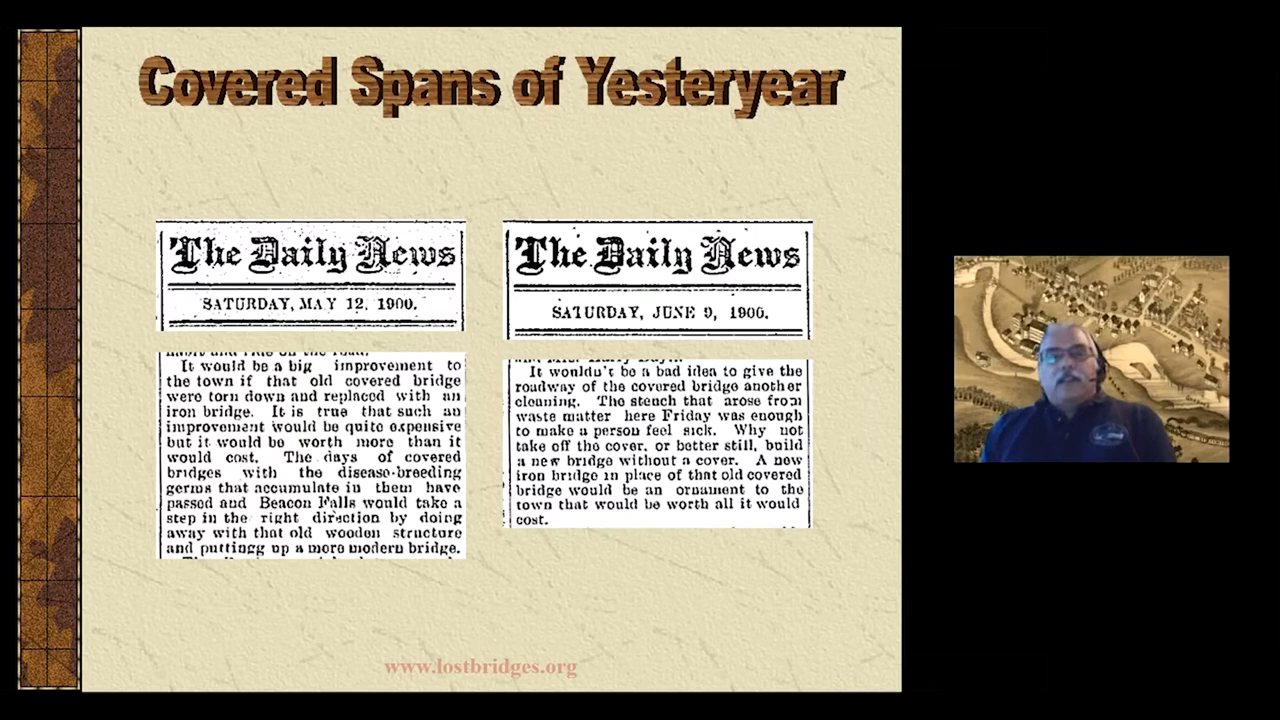 Covered Spans of Yesteryear
The Daily News
SATURDAY, MAY 12, 1900.
It would be a big improvement to
the town if that old covered bridge
were torn down and replaced with an
iron bridge. It is true that such an
improvement would be quite expensive
but it would be worth more than it
would cost. The days of covered
bridges with the disease-breeding
germs that accumulate in them have
passed and Beacon Falls would take a
step in the right direction by doing
away with that old wooden structure
and putting up a more modern bridge.
The Daily News
SATURDAY, JUNE 9, 1900.
It wouldn't be a bad idea to give the
roadway of the covered bridge another
cleaning. The stench that arose from
waste matter here Friday was enough
to make a person feel sick. Why not
take off the cover, or better still, build
a new bridge without a cover. A new
iron bridge in place of that old covered
bridge would be an ornament to the
town that would be worth all it would
cost.
www.lostbridges.org